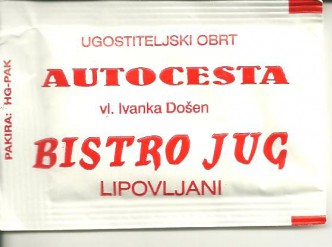 UGOSTITELJSKI OBRT
AUTOCESTA
vl. Ivanka Došen
BISTRO JUG
LIPOVLJANI
PAKIRA: HG-PAK